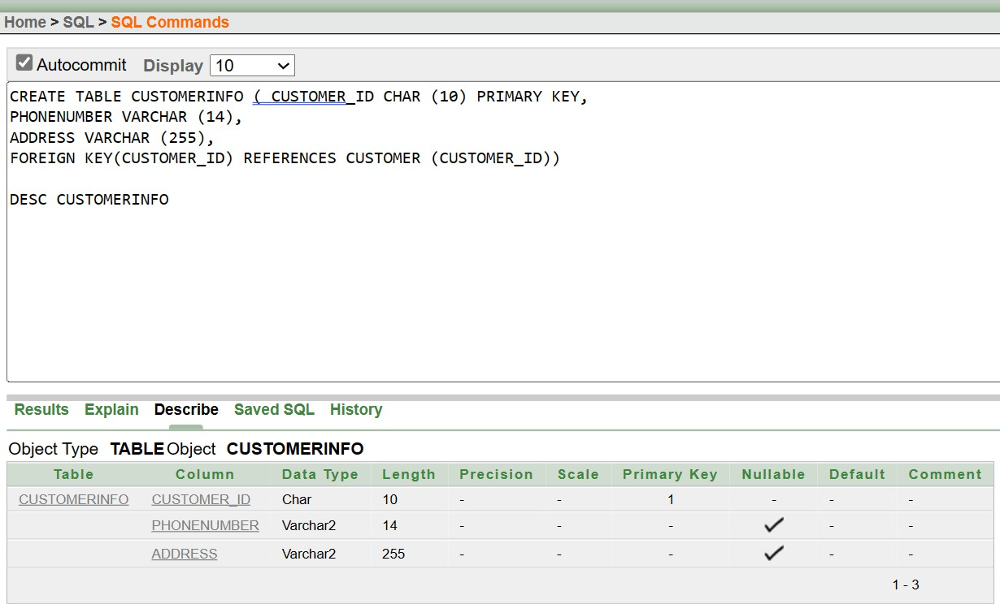 Home > SQL > SQL Commands
Autocommit Display 10
CREATE TABLE CUSTOMERINFO ( CUSTOMER_ID CHAR (10) PRIMARY KEY,
PHONENUMBER VARCHAR (14),
ADDRESS VARCHAR (255),
FOREIGN KEY(CUSTOMER_ID) REFERENCES CUSTOMER (CUSTOMER_ID))
DESC CUSTOMERINFO
Results Explain Describe Saved SQL History
Object Type TABLE Object CUSTOMERINFO
Table Column Data Type Length Precision Scale Primary Key Nullable Default Comment
CUSTOMERINFO CUSTOMER_ID Char 10 - - 1 - - -
PHONENUMBER Varchar2 14 - - - ✓ - -
ADDRESS Varchar2 255 - - - ✓ - -
1 - 3